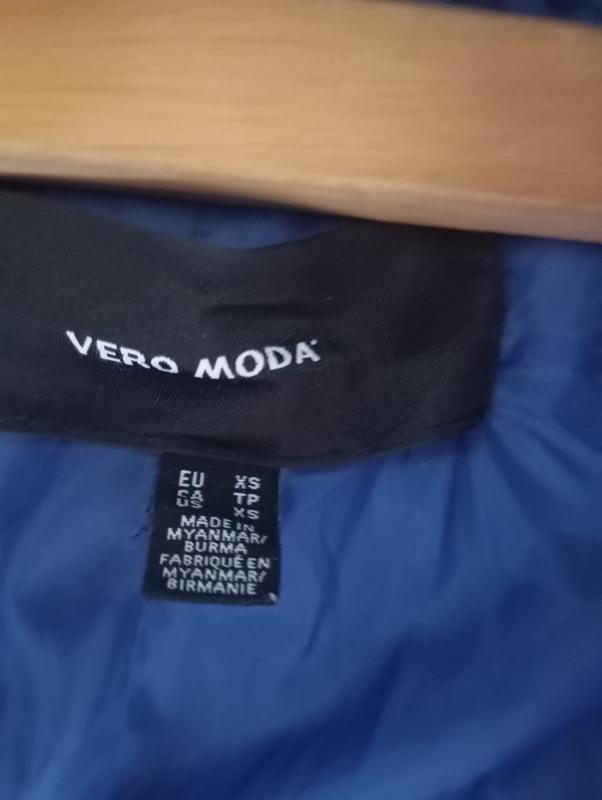 VERO MODA
EU XS
CA TP
US XS
MADE IN
MYANMAR/
BURMA
FABRIQUÉ EN
MYANMAR/
BIRMANIE